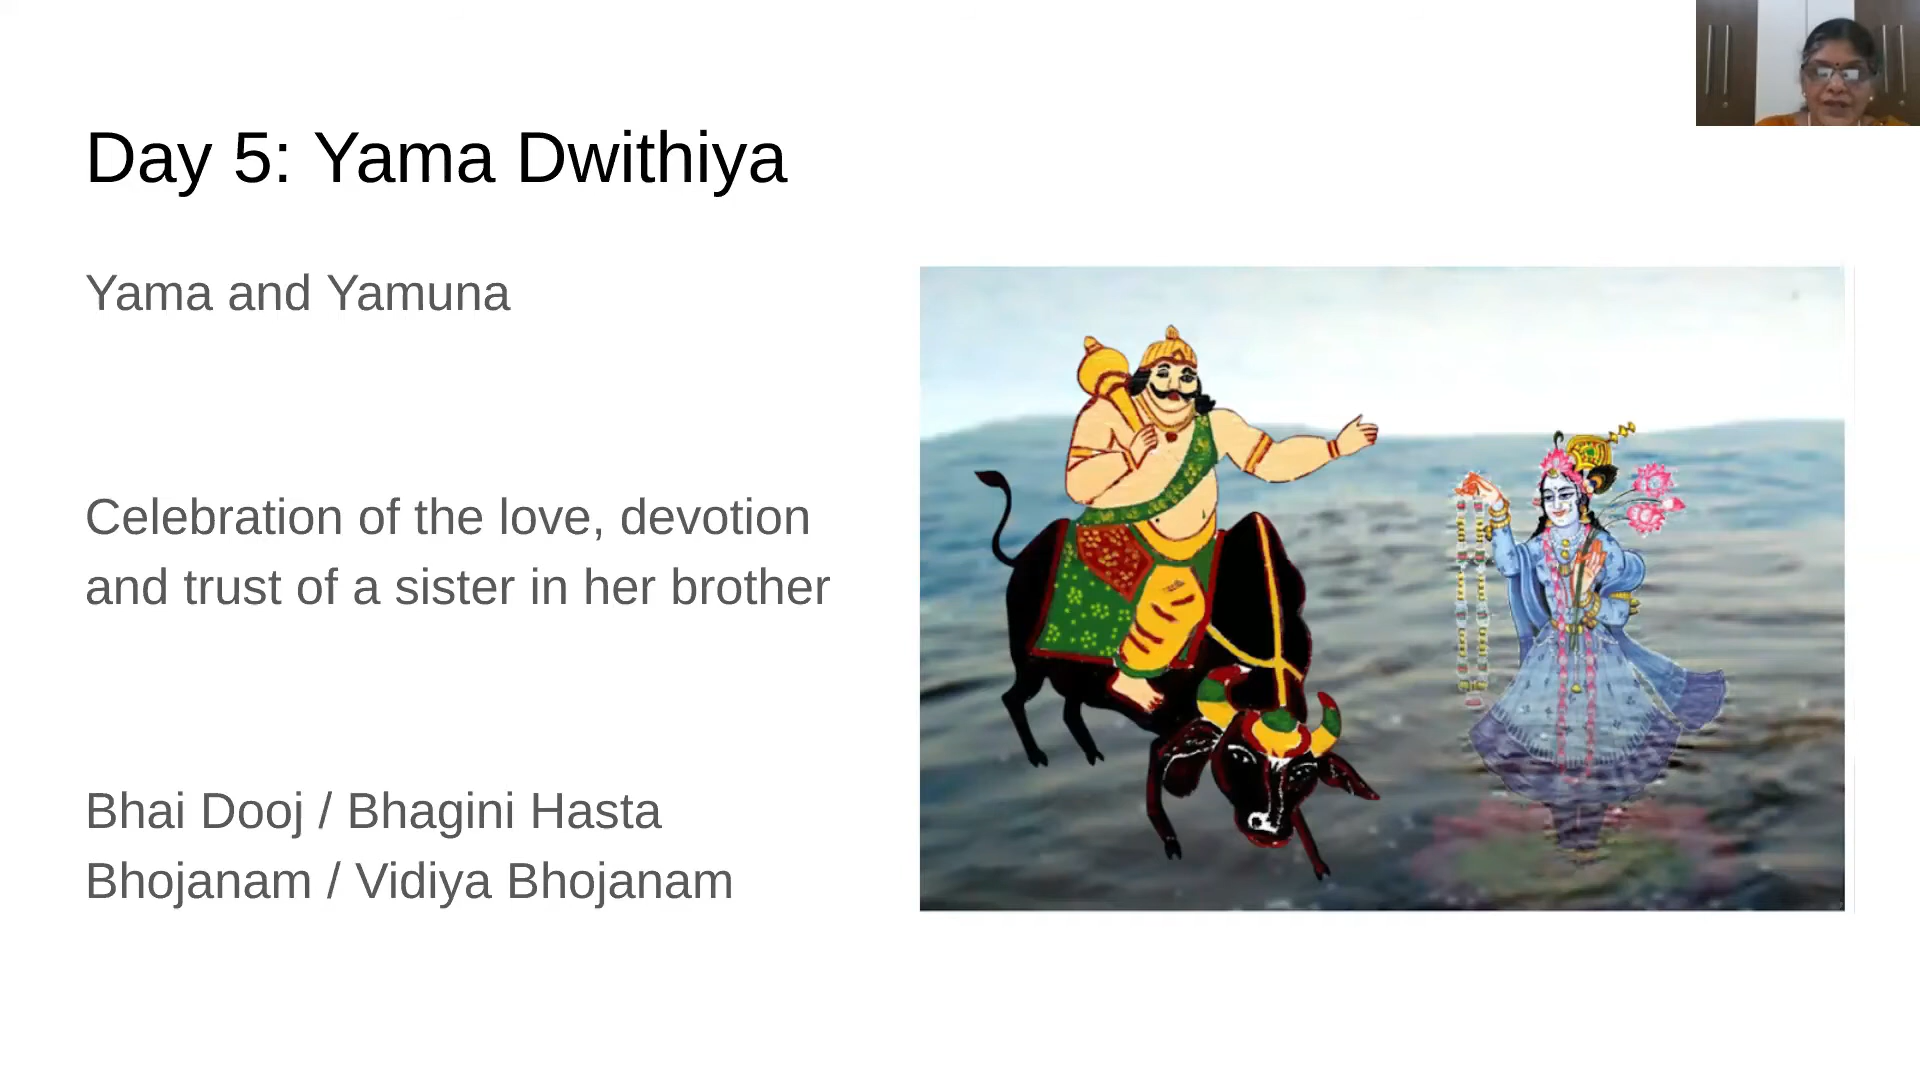 Day 5: Yama Dwithiya
Yama and Yamuna
Celebration of the love, devotion
and trust of a sister in her brother
Bhai Dooj / Bhagini Hasta
Bhojanam / Vidiya Bhojanam